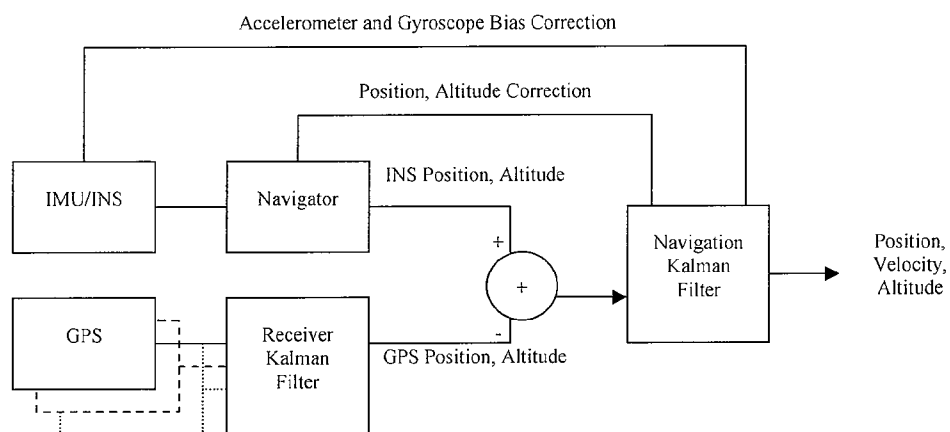 Accelerometer and Gyroscope Bias Correction
Position, Altitude Correction
INS Position, Altitude
IMU/INS
Navigator
Navigation
Kalman
Filter
Position,
Velocity,
Altitude
+
+
-
GPS
Receiver
Kalman
Filter
GPS Position, Altitude